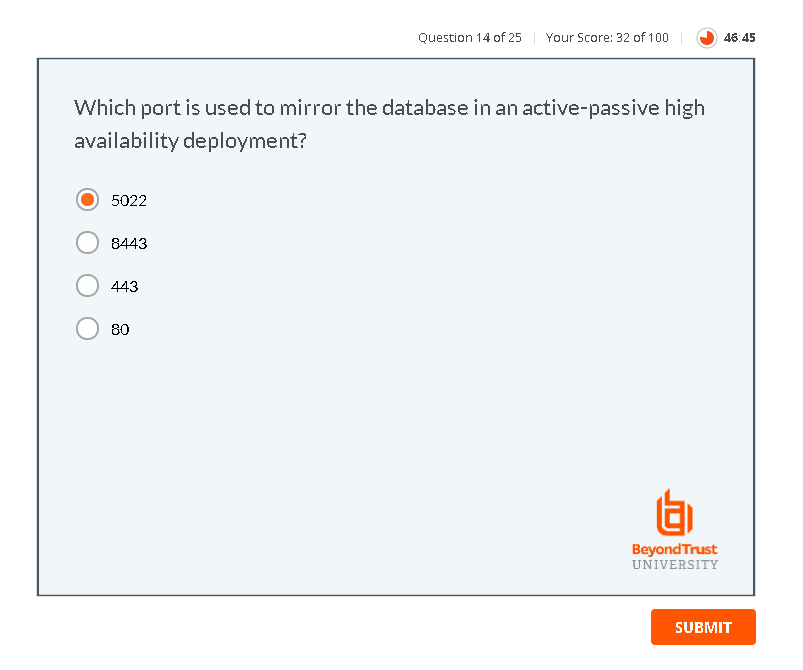 Question 14 of 25 | Your Score: 32 of 100 | 46:45
Which port is used to mirror the database in an active-passive high
availability deployment?
5022
8443
443
80
BeyondTrust
UNIVERSITY
SUBMIT